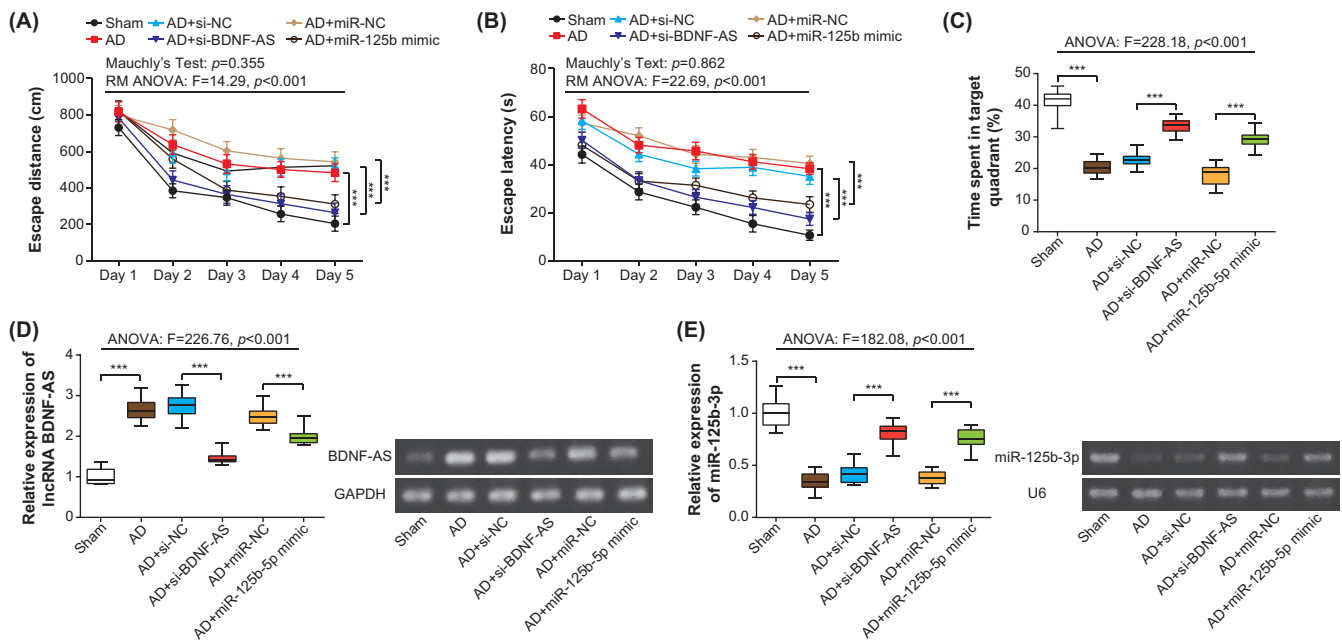 (A)
Sham
AD+si-NC
AD+miR-NC
AD
AD+si-BDNF-AS
AD+miR-125b mimic
Mauchly's Test: p=0.355
RM ANOVA: F=14.29, p<0.001
Escape distance (cm)
1000
800
600
400
200
0
***
***
***
Day 1
Day 2
Day 3
Day 4
Day 5
(B)
Sham
AD+si-NC
AD+miR-NC
AD
AD+si-BDNF-AS
AD+miR-125b mimic
Mauchly's Text: p=0.862
RM ANOVA: F=22.69, p<0.001
Escape latency (s)
80
60
40
20
0
***
***
***
Day 1
Day 2
Day 3
Day 4
Day 5
(C)
ANOVA: F=228.18, p<0.001
Time spent in target
quadrant (%)
50
40
30
20
10
0
***
***
***
Sham
AD
AD+si-NC
AD+si-BDNF-AS
AD+miR-NC
AD+miR-125b-5p mimic
(D)
ANOVA: F=226.76, p<0.001
Relative expression of
lncRNA BDNF-AS
4
3
2
1
0
***
***
***
Sham
AD
AD+si-NC
AD+si-BDNF-AS
AD+miR-NC
AD+miR-125b-5p mimic
BDNF-AS
GAPDH
Sham
AD
AD+si-NC
AD+si-BDNF-AS
AD+miR-NC
AD+miR-125b-5p mimic
(E)
ANOVA: F=182.08, p<0.001
Relative expression
of miR-125b-3p
1.5
1.0
0.5
0.0
***
***
***
Sham
AD
AD+si-NC
AD+si-BDNF-AS
AD+miR-NC
AD+miR-125b-5p mimic
miR-125b-3p
U6
Sham
AD
AD+si-NC
AD+si-BDNF-AS
AD+miR-NC
AD+miR-125b-5p mimic